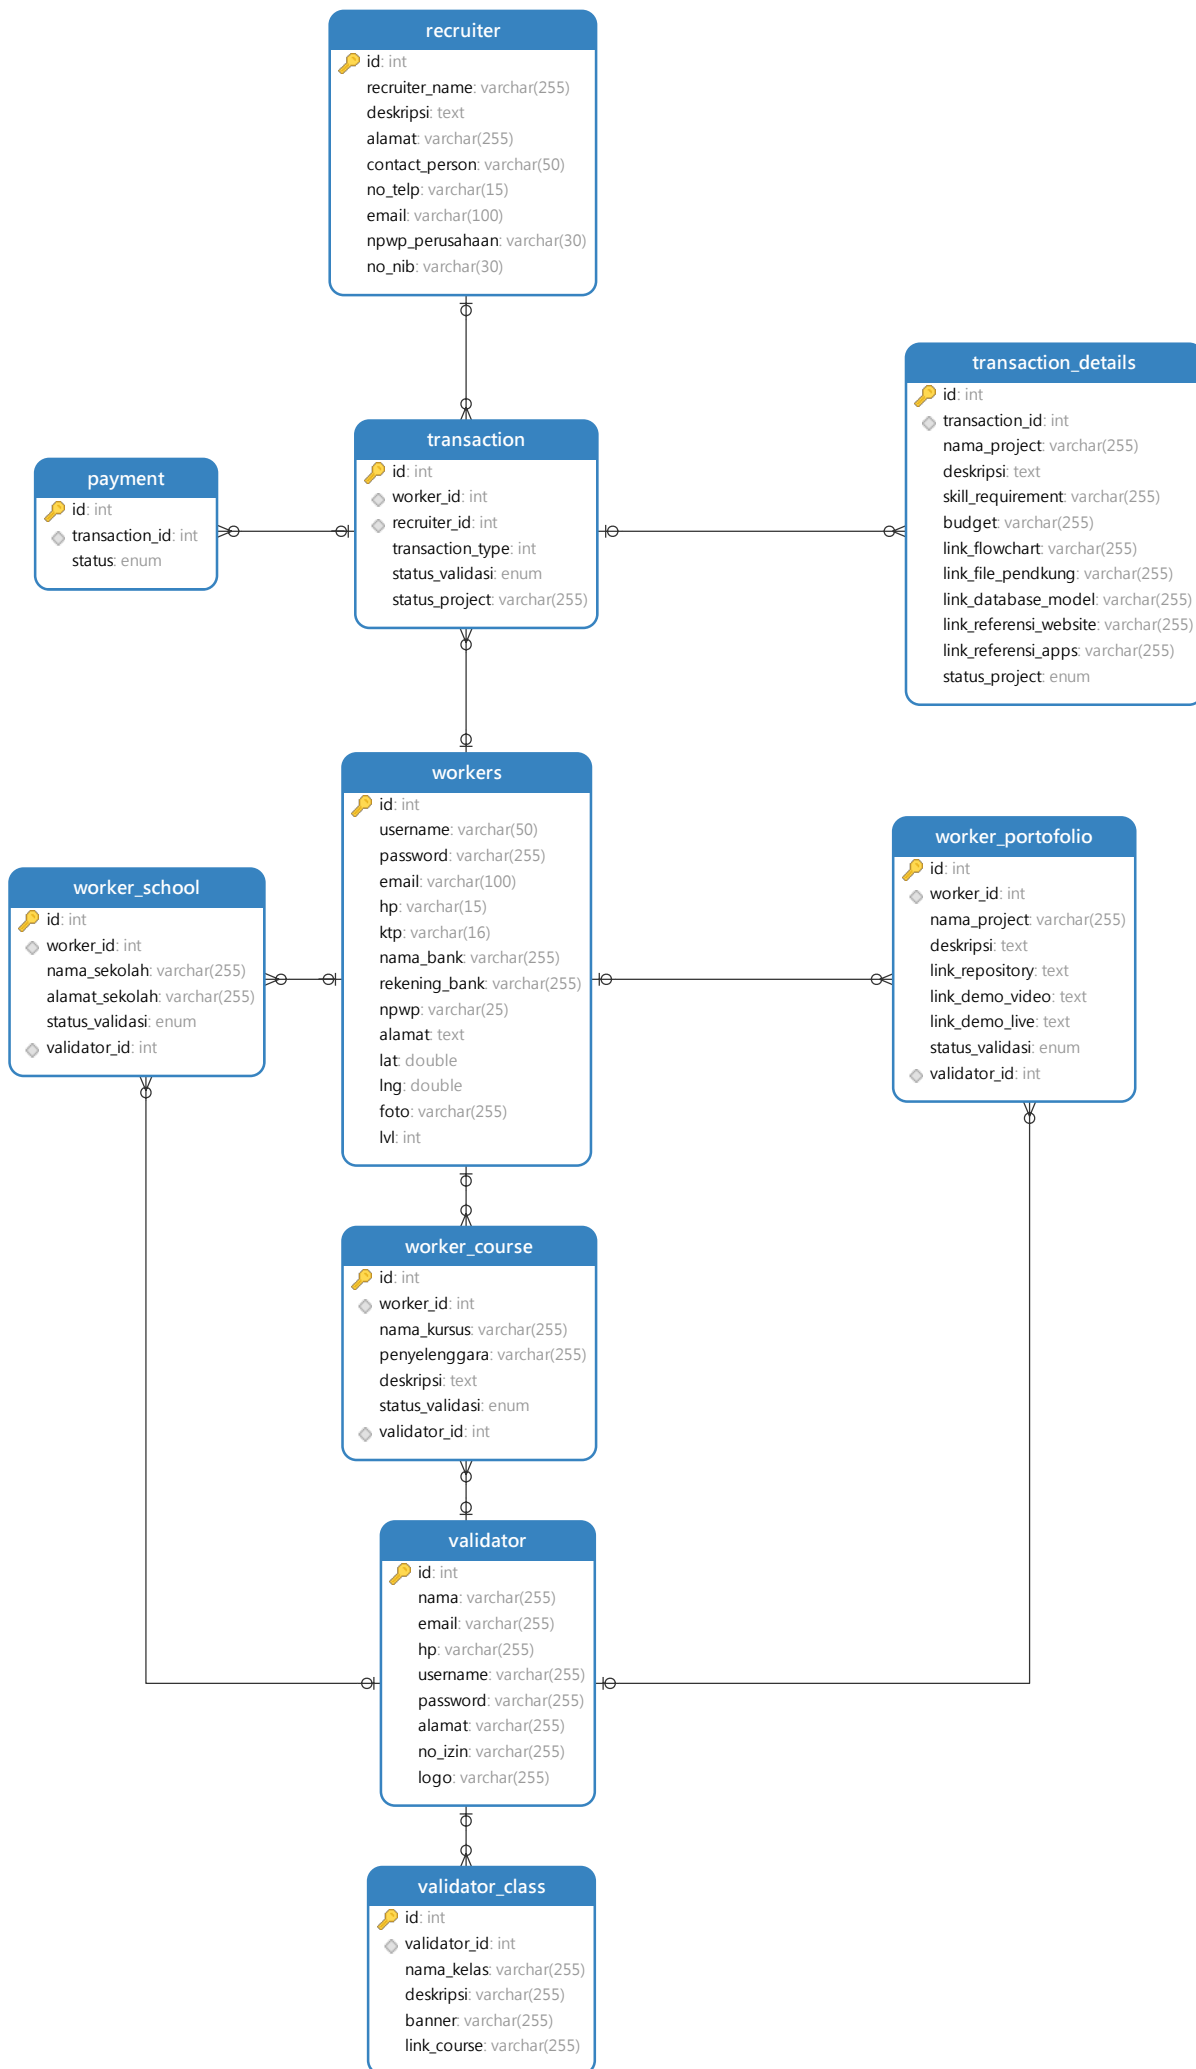 recruiter
id: int
recruiter_name: varchar(255)
deskripsi: text
alamat: varchar(255)
contact_person: varchar(50)
no_telp: varchar(15)
email: varchar(100)
npwp_perusahaan: varchar(30)
no_nib: varchar(30)
transaction_details
id: int
transaction_id: int
nama_project: varchar(255)
deskripsi: text
skill_requirement: varchar(255)
budget: varchar(255)
link_flowchart: varchar(255)
link_file_pendkung: varchar(255)
link_database_model: varchar(255)
link_referensi_website: varchar(255)
link_referensi_apps: varchar(255)
status_project: enum
transaction
id: int
worker_id: int
recruiter_id: int
transaction_type: int
status_validasi: enum
status_project: varchar(255)
payment
id: int
transaction_id: int
status: enum
workers
id: int
username: varchar(50)
password: varchar(255)
email: varchar(100)
hp: varchar(15)
ktp: varchar(16)
nama_bank: varchar(255)
rekening_bank: varchar(255)
npwp: varchar(25)
alamat: text
lat: double
lng: double
foto: varchar(255)
lvl: int
worker_portofolio
id: int
worker_id: int
nama_project: varchar(255)
deskripsi: text
link_repository: text
link_demo_video: text
link_demo_live: text
status_validasi: enum
validator_id: int
worker_school
id: int
worker_id: int
nama_sekolah: varchar(255)
alamat_sekolah: varchar(255)
status_validasi: enum
validator_id: int
worker_course
id: int
worker_id: int
nama_kursus: varchar(255)
penyelenggara: varchar(255)
deskripsi: text
status_validasi: enum
validator_id: int
validator
id: int
nama: varchar(255)
email: varchar(255)
hp: varchar(255)
username: varchar(255)
password: varchar(255)
alamat: varchar(255)
no_izin: varchar(255)
logo: varchar(255)
validator_class
id: int
validator_id: int
nama_kelas: varchar(255)
deskripsi: varchar(255)
banner: varchar(255)
link_course: varchar(255)